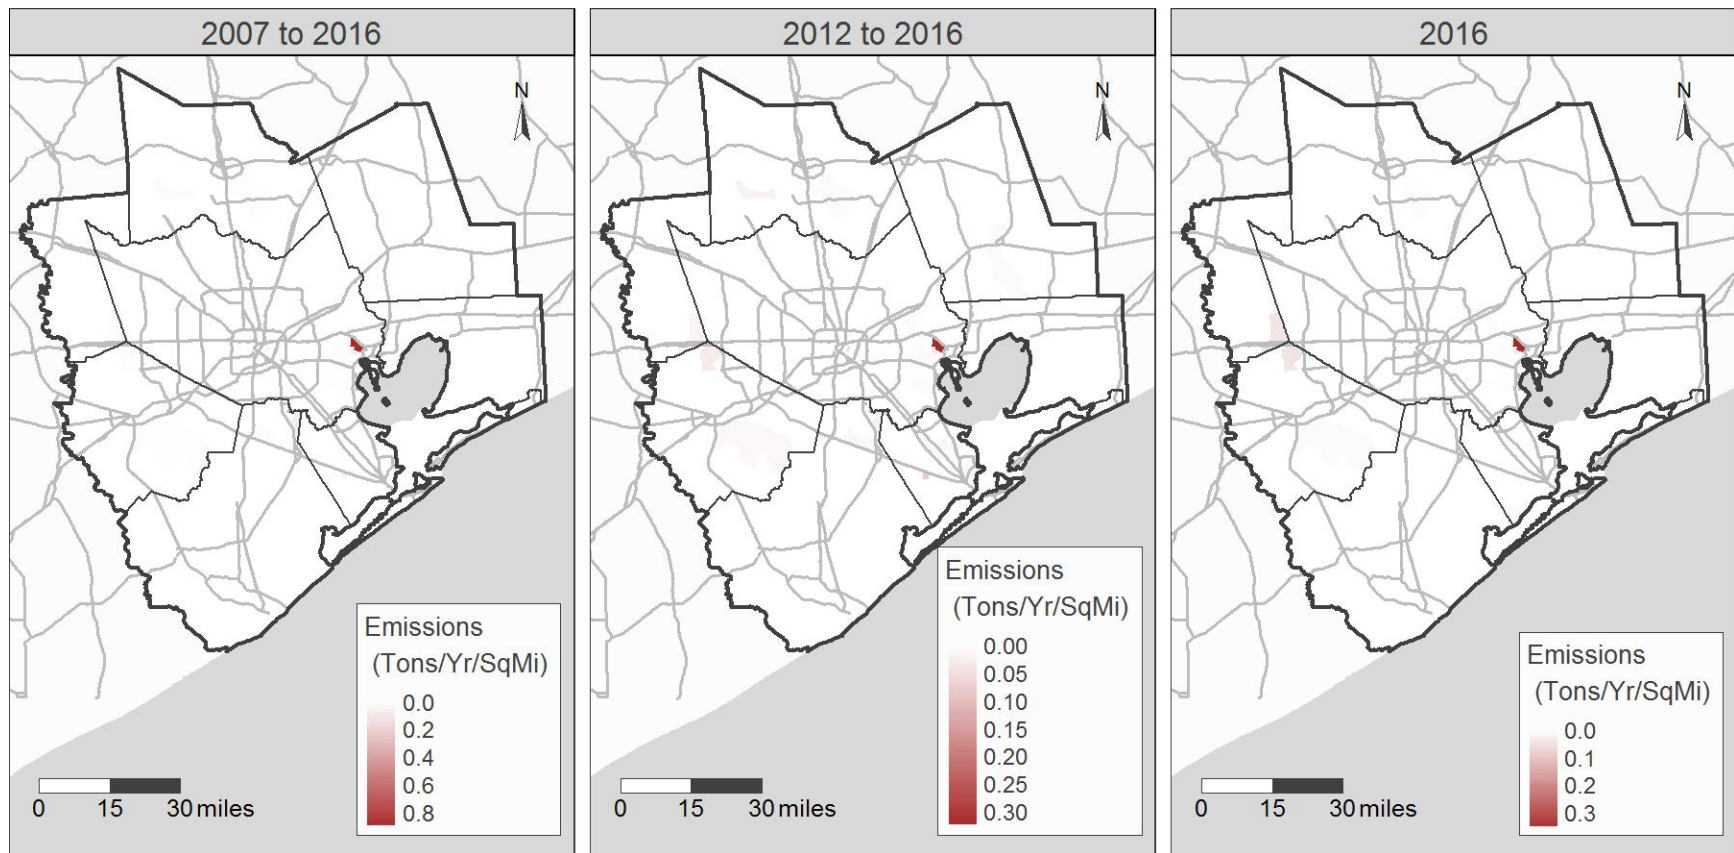 2007 to 2016
N
Emissions
(Tons/Yr/SqMi)
0.0
0.2
0.4
0.6
0.8
0 15 30 miles
2012 to 2016
N
Emissions
(Tons/Yr/SqMi)
0.00
0.05
0.10
0.15
0.20
0.25
0.30
0 15 30 miles
2016
N
Emissions
(Tons/Yr/SqMi)
0.0
0.1
0.2
0.3
0 15 30 miles